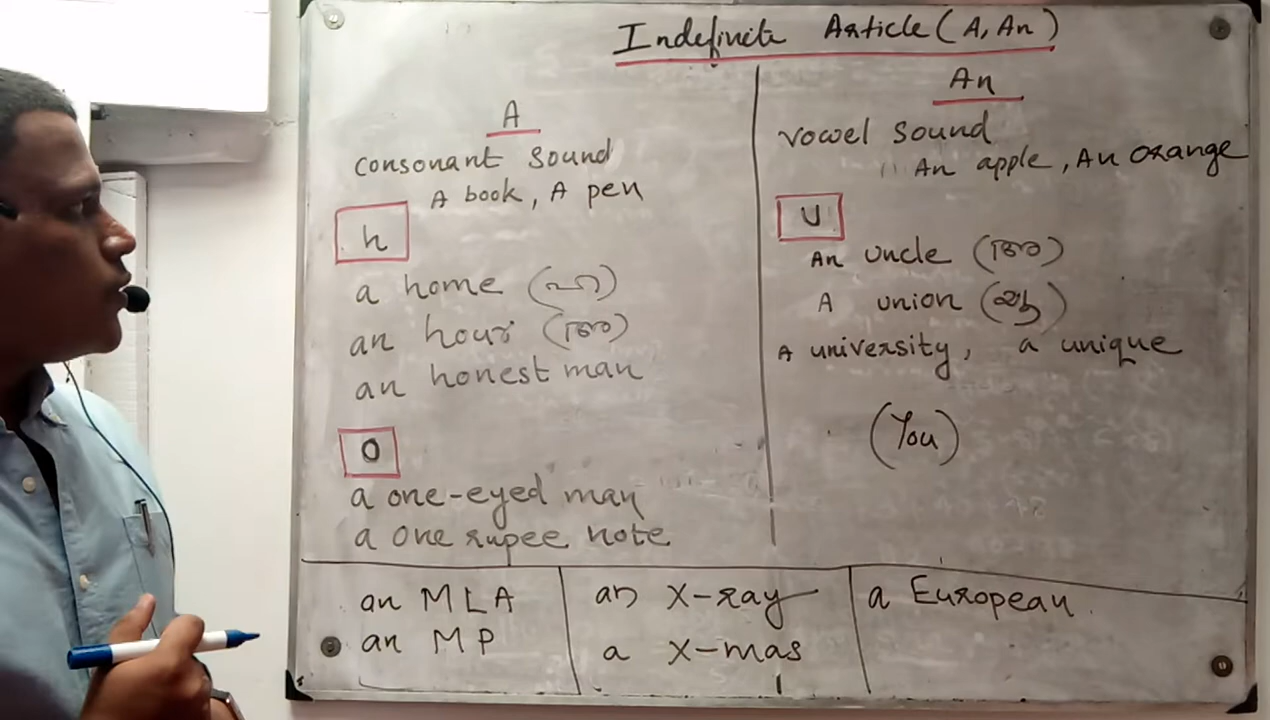 Indefinite Article (A, An)
A
consonant sound
A book, A pen
h
a home (ഹ)
an hour (അ)
an honest man
O
a one-eyed man
a one rupee note
An
vowel sound
An apple, An orange
U
An uncle (അ)
A union (യു)
A university, a unique
(You)
an MLA
an MP
an X-ray
a X-mas
a European